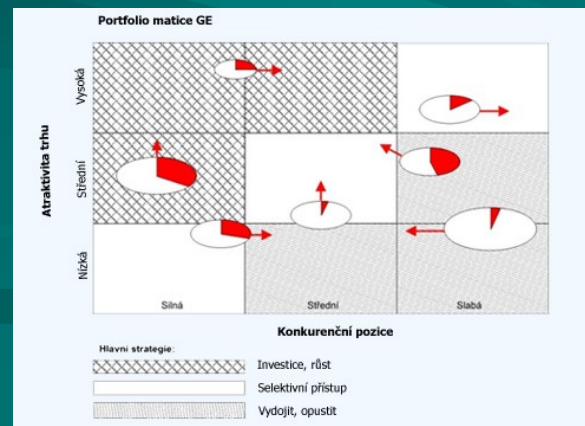 Portfolio matice GE
Atraktivita trhu
Vysoká
Střední
Nízká
Silná
Střední
Slabá
Konkurenční pozice
Hlavní strategie:
Investice, růst
Selektivní přístup
Vydojit, opustit